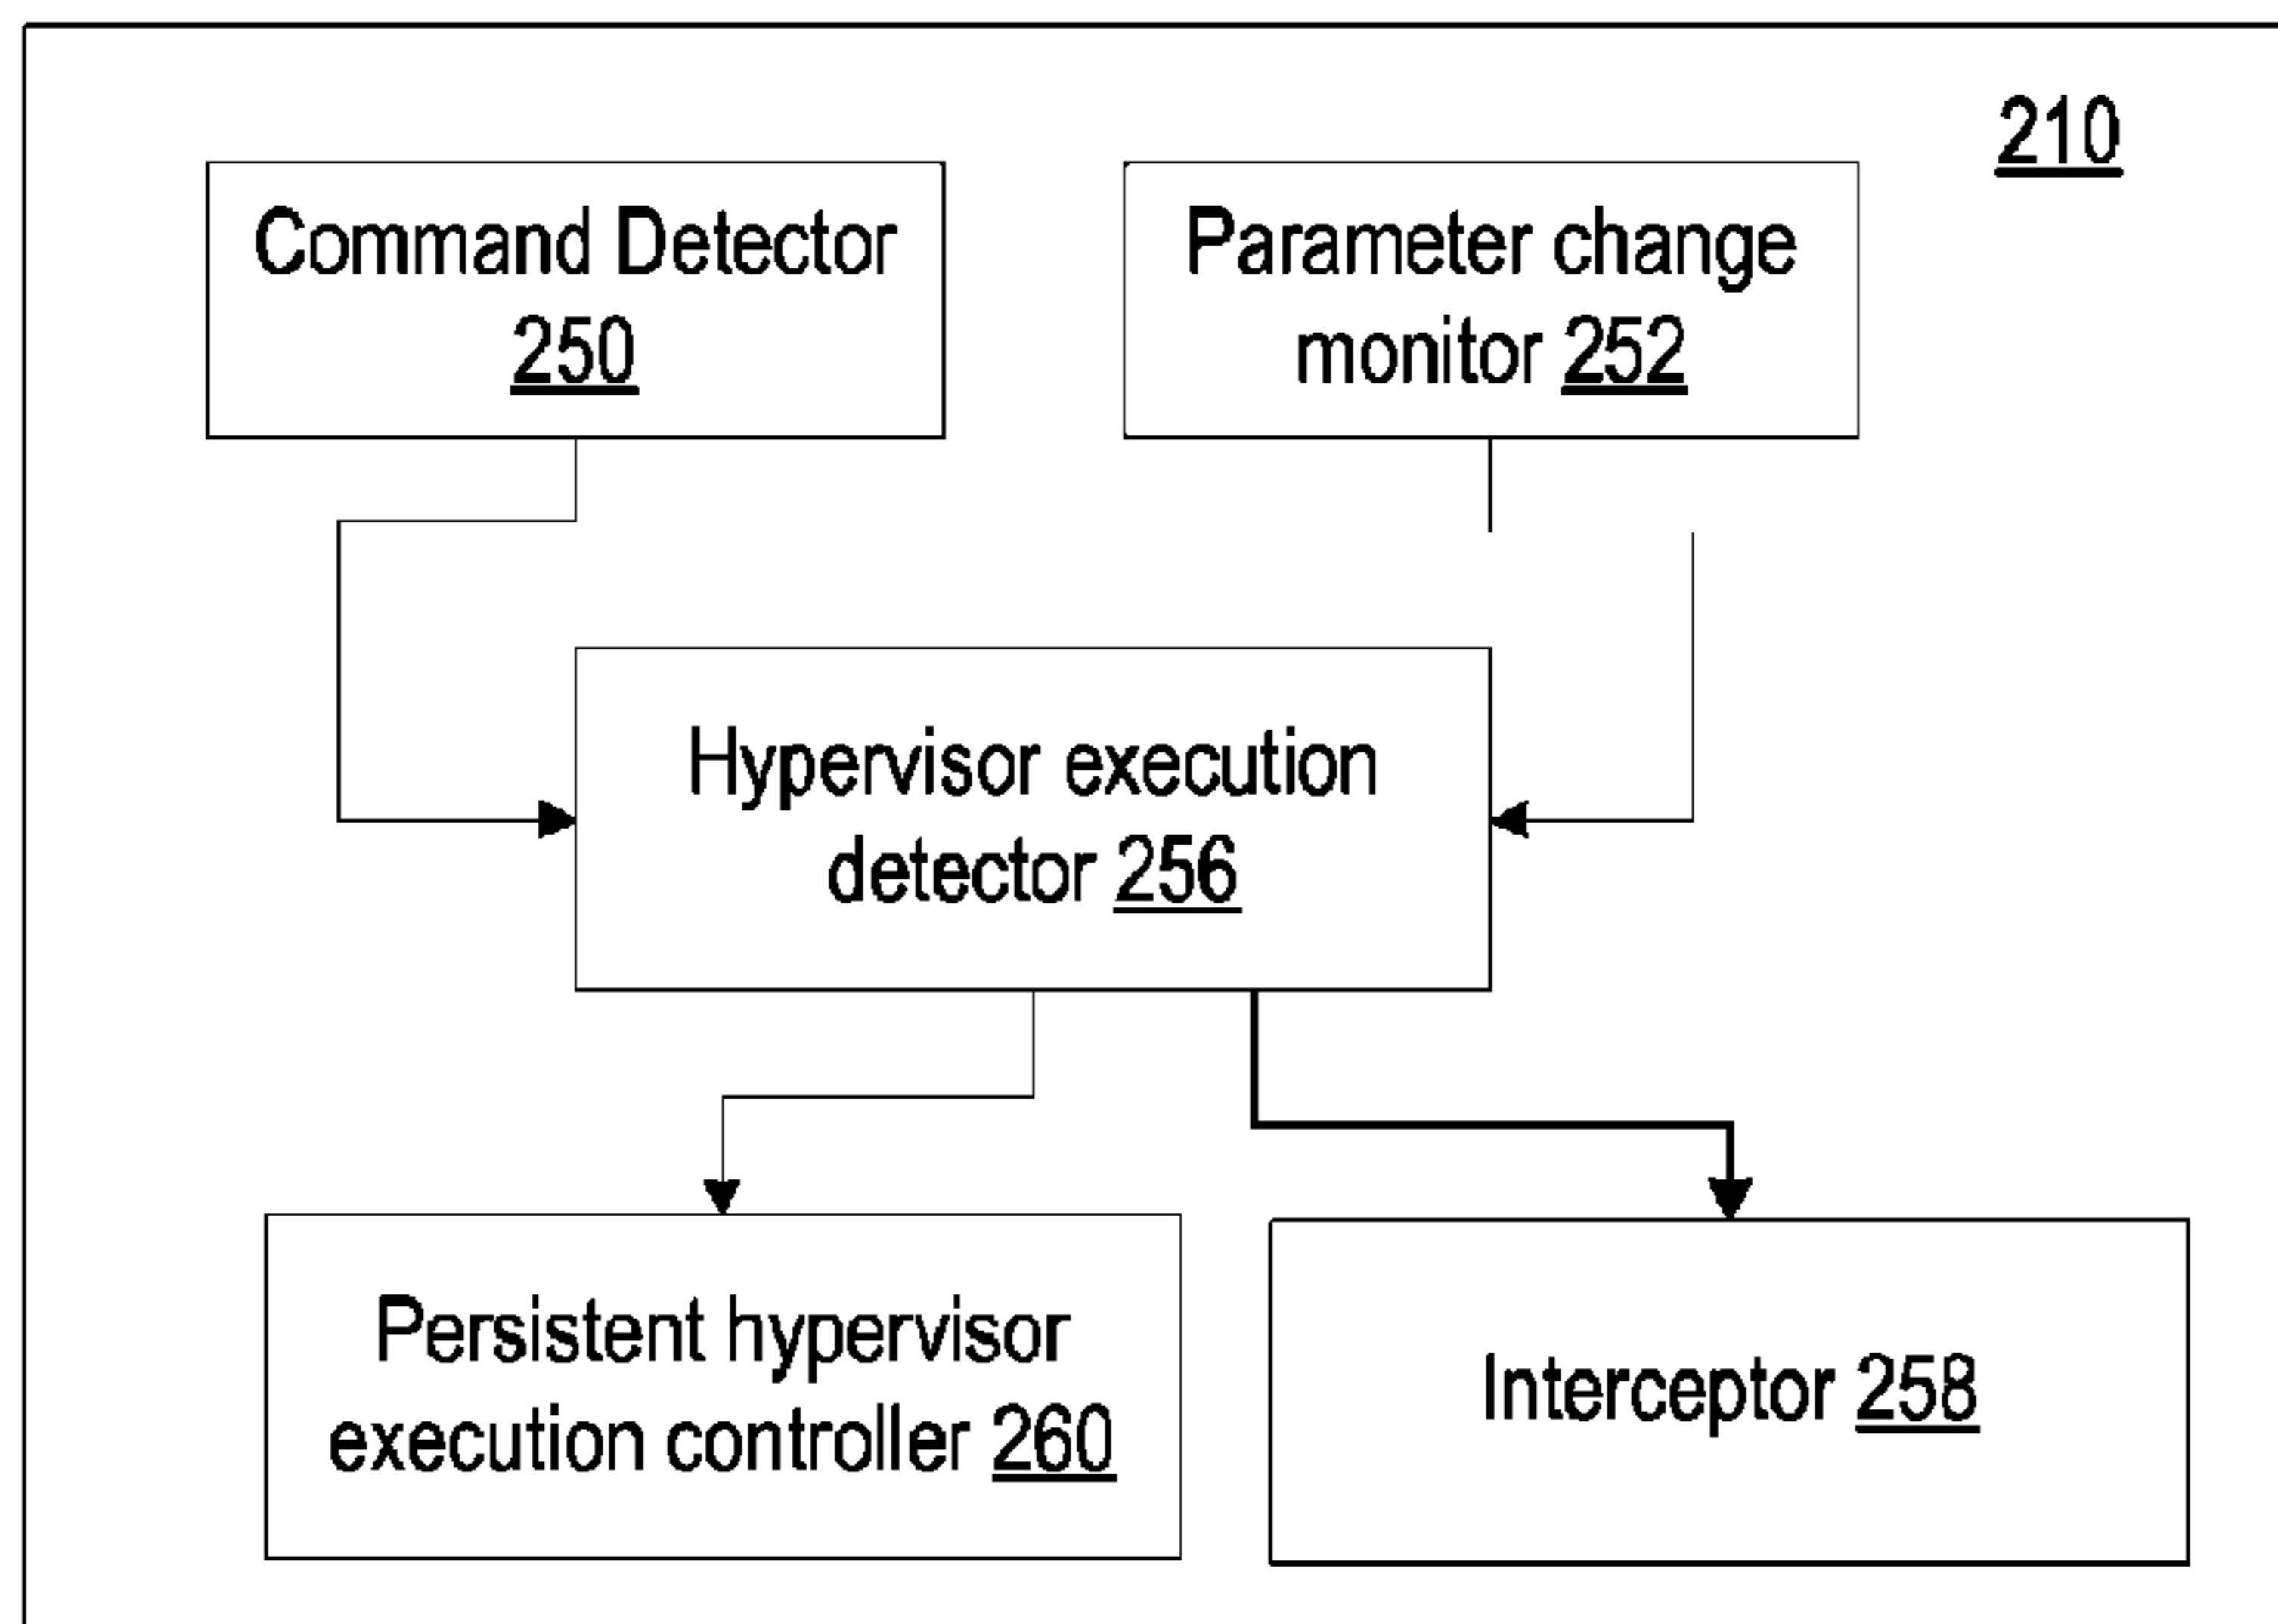 210
Command Detector
250
Parameter change
monitor 252
Hypervisor execution
detector 256
Persistent hypervisor
execution controller 260
Interceptor 258